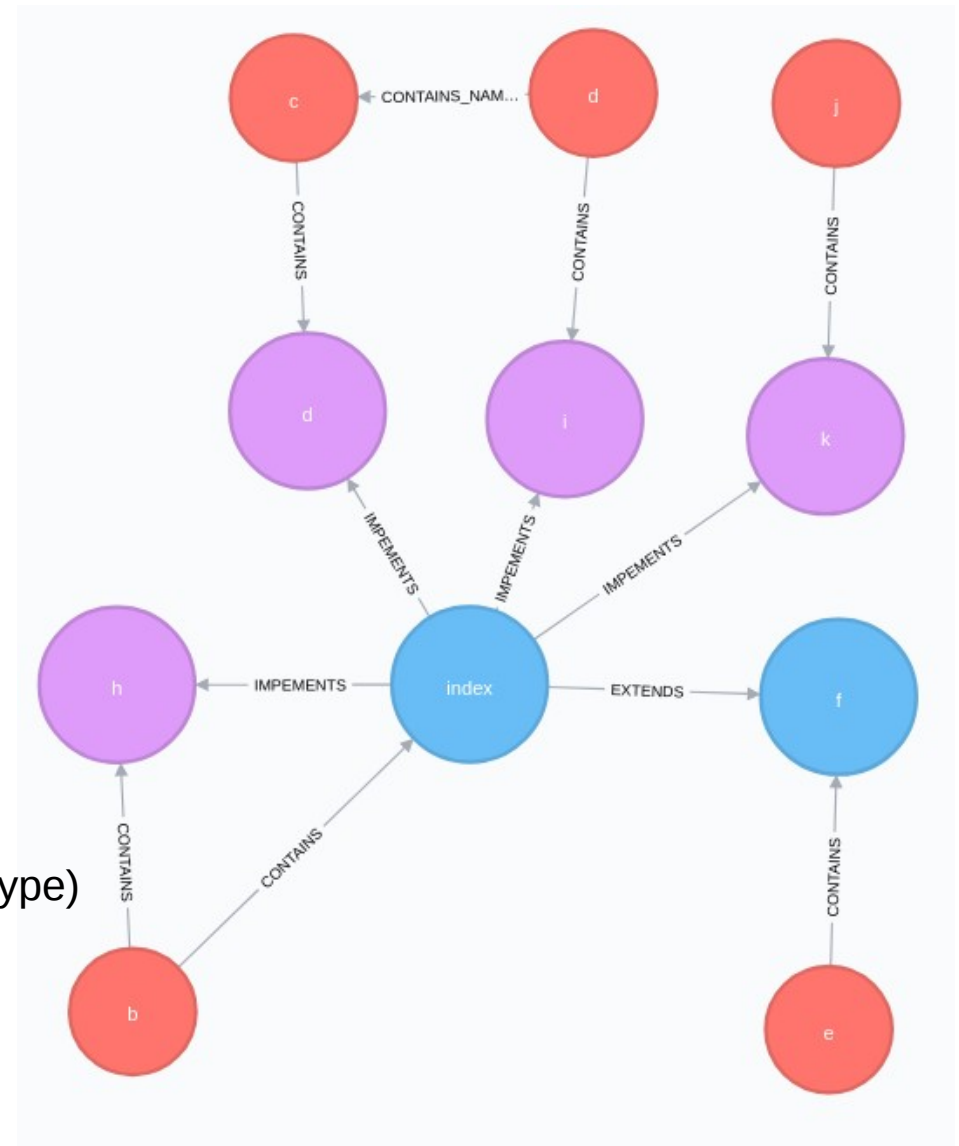 c
CONTAINS_NAM...
d
j
CONTAINS
CONTAINS
CONTAINS
d
i
k
IMPEMENTS
IMPEMENTS
IMPEMENTS
h
IMPEMENTS
index
EXTENDS
f
CONTAINS
CONTAINS
CONTAINS
ype)
b
e